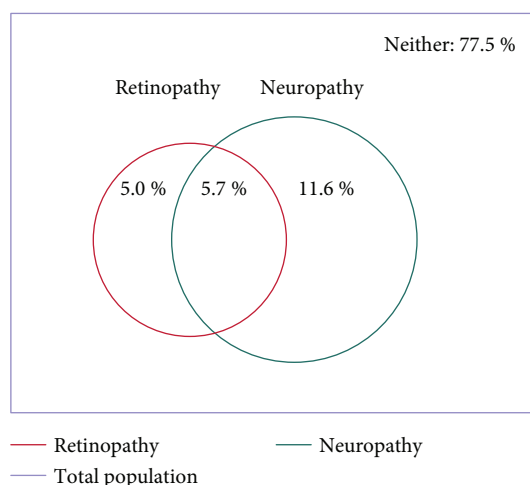 Neither: 77.5 %
Retinopathy Neuropathy
5.0 % 5.7 % 11.6 %
Retinopathy Neuropathy
Total population